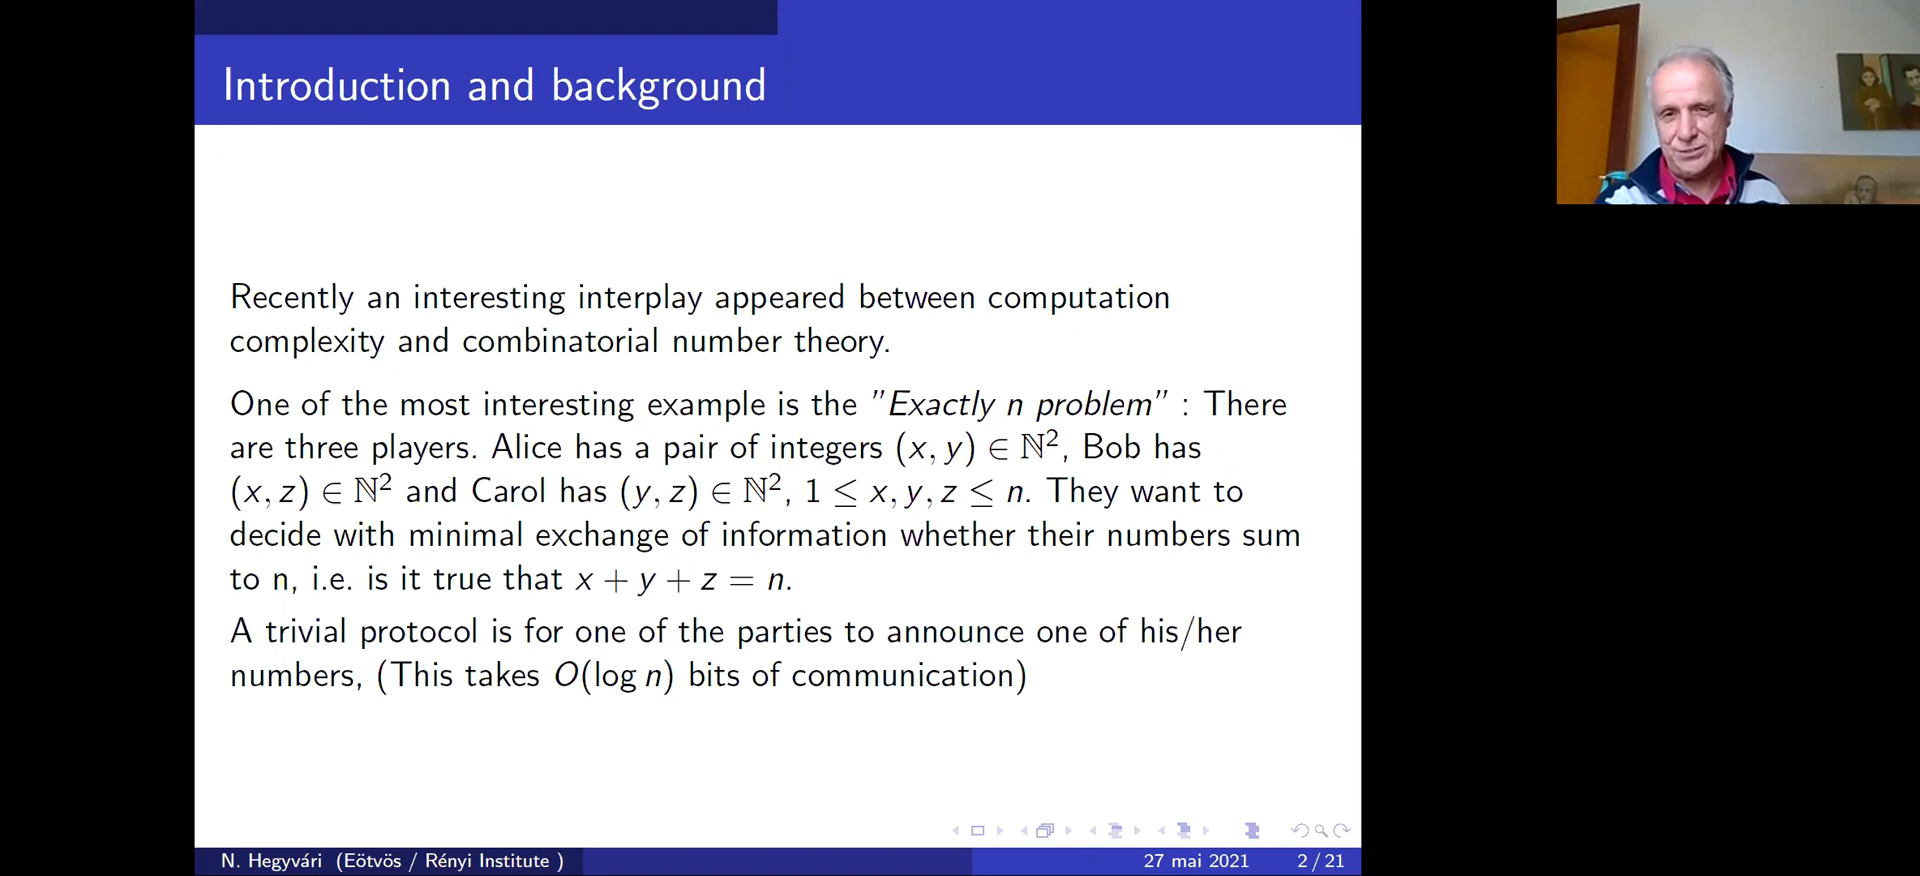 Introduction and background
Recently an interesting interplay appeared between computation
complexity and combinatorial number theory.
One of the most interesting example is the "Exactly n problem" : There
are three players. Alice has a pair of integers (x, y) ∈ ℕ², Bob has
(x, z) ∈ ℕ² and Carol has (y, z) ∈ ℕ², 1 ≤ x, y, z ≤ n. They want to
decide with minimal exchange of information whether their numbers sum
to n, i.e. is it true that x + y + z = n.
A trivial protocol is for one of the parties to announce one of his/her
numbers, (This takes O(log n) bits of communication)
N. Hegyvári (Eötvös / Rényi Institute ) 27 mai 2021 2 / 21